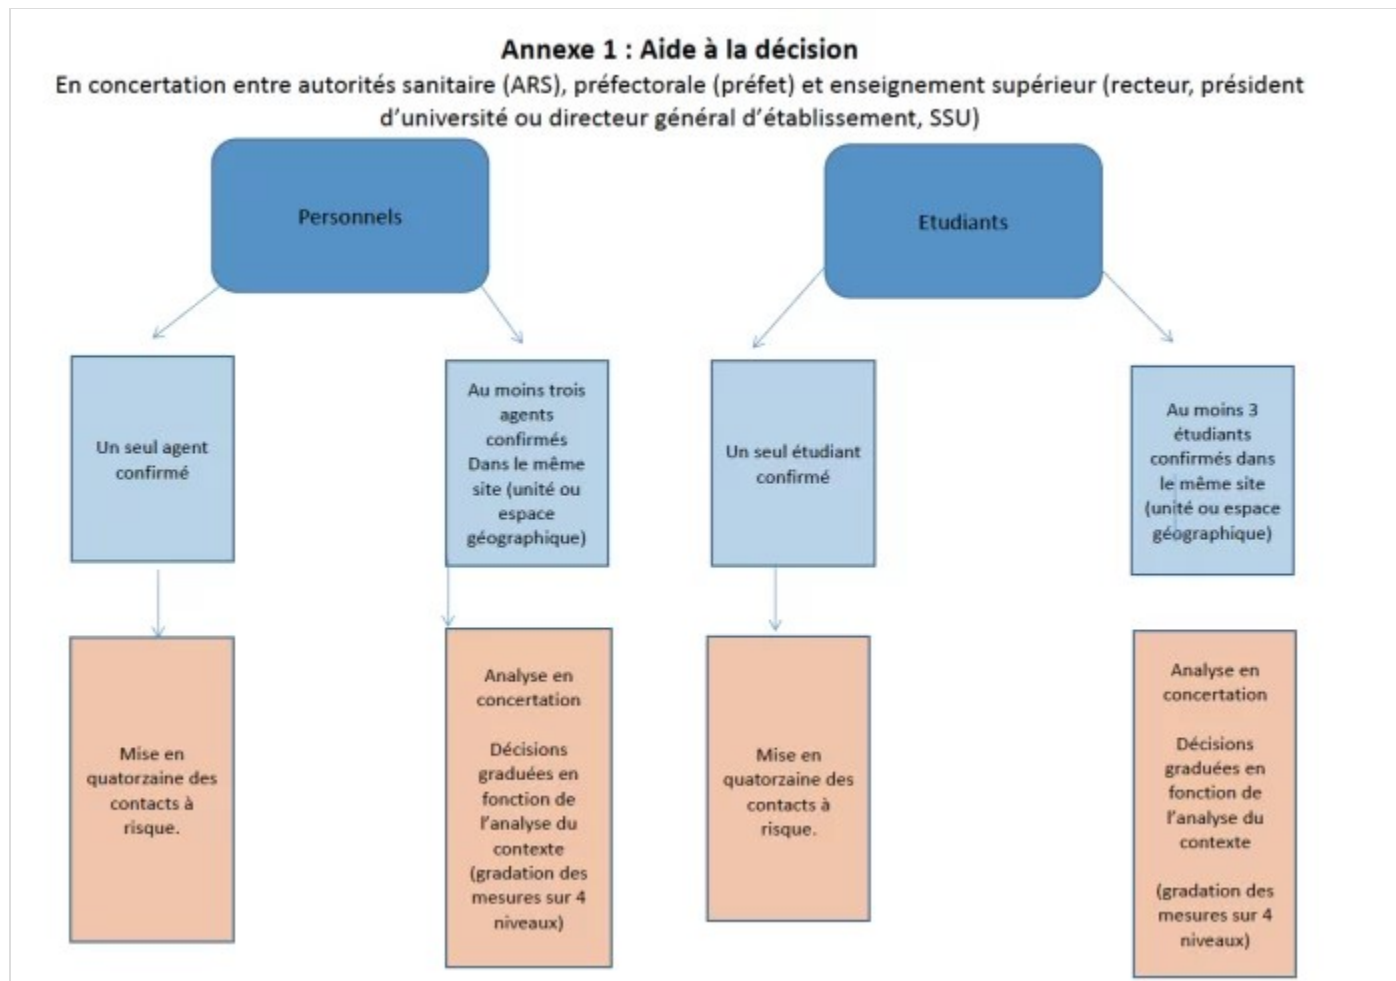 Annexe 1 : Aide à la décision
En concertation entre autorités sanitaire (ARS), préfectorale (préfet) et enseignement supérieur (recteur, président
d'université ou directeur général d'établissement, SSU)
Personnels
Etudiants
Un seul agent
confirmé
Au moins trois
agents
confirmés
Dans le même
site (unité ou
espace
géographique)
Un seul étudiant
confirmé
Au moins 3
étudiants
confirmés dans
le même site
(unité ou espace
géographique)
Mise en
quatorzaine des
contacts à
risque.
Analyse en
concertation
Décisions
graduées en
fonction de
l'analyse du
contexte
(gradation des
mesures sur 4
niveaux)
Mise en
quatorzaine des
contacts à
risque.
Analyse en
concertation
Décisions
graduées en
fonction de
l'analyse du
contexte
(gradation des
mesures sur 4
niveaux)